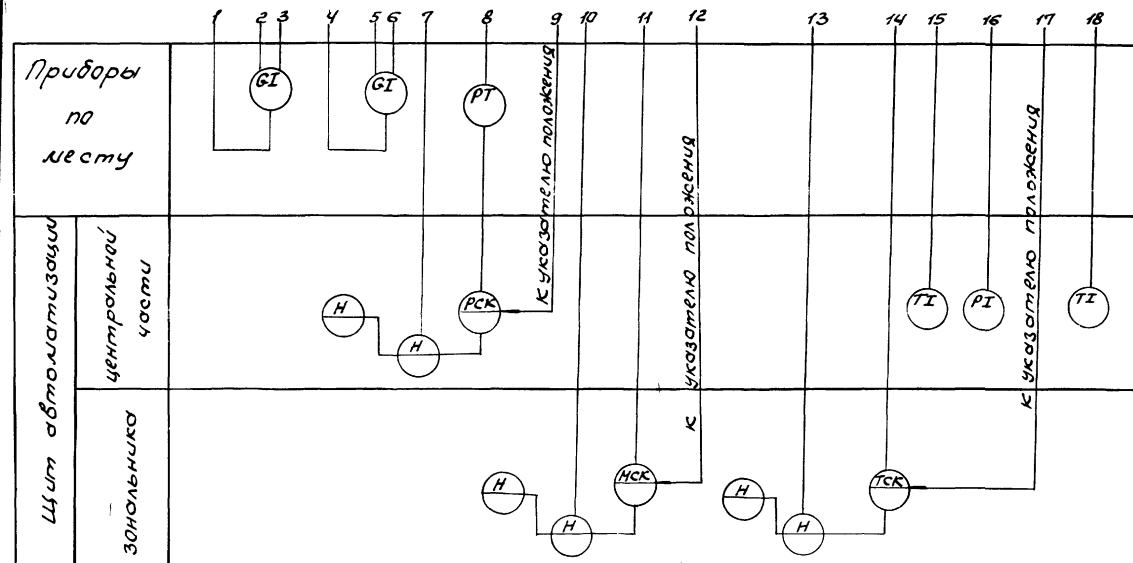 1 2 3 4 5 6 7 8 9 10 11 12 13 14 15 16 17 18
Приборы
по
месту
GI
GI
PT
к указателю положения
к указателю положения
к указателю положения
Щит автоматизации
центральной
части
H
H
PCK
TI
PI
TI
зональника
H
H
MCK
H
H
TCK